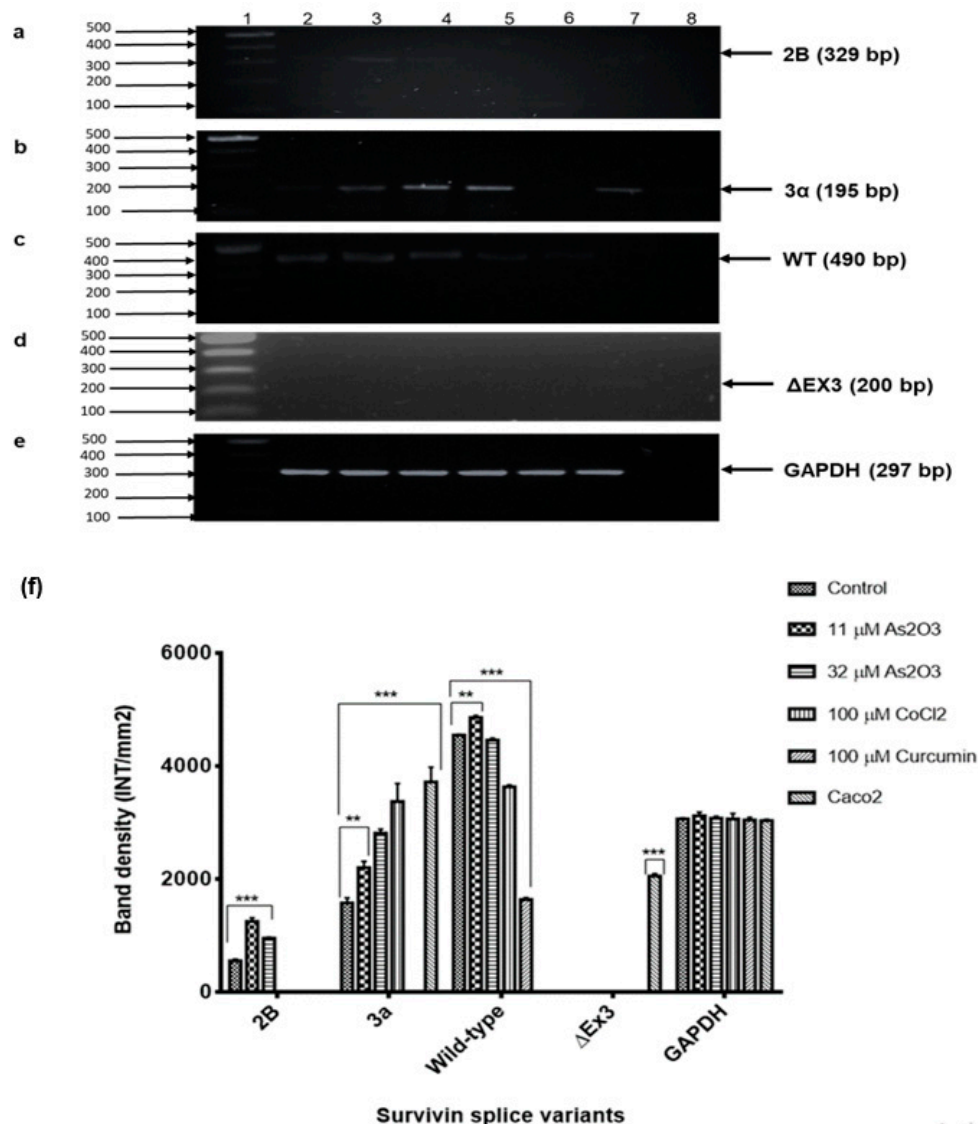 1 2 3 4 5 6 7 8
a
500
400
300
200
100
2B (329 bp)
b
500
400
300
200
100
3α (195 bp)
c
500
400
300
200
100
WT (490 bp)
d
500
400
300
200
100
ΔEX3 (200 bp)
e
500
400
300
200
100
GAPDH (297 bp)
(f)
Control
11 μM As2O3
32 μM As2O3
100 μM CoCl2
100 μM Curcumin
Caco2
Band density (INT/mm2)
6000
4000
2000
0
***
**
***
**
***
***
2B
3a
Wild-type
ΔEx3
GAPDH
Survivin splice variants